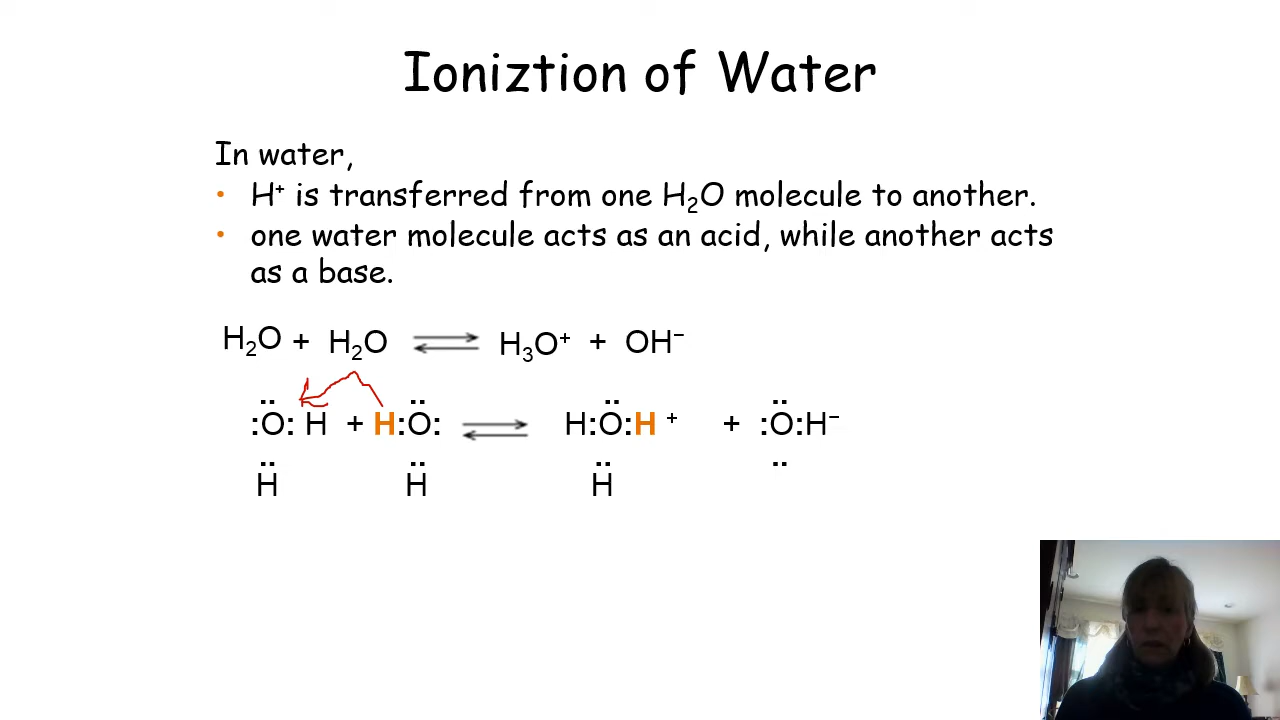 Ioniztion of Water
In water,
• H⁺ is transferred from one H₂O molecule to another.
• one water molecule acts as an acid, while another acts
as a base.
H₂O + H₂O ⇌ H₃O⁺ + OH⁻
:Ö: H + H:Ö: ⇌ H:Ö:H ⁺ + :Ö:H⁻
¨ ¨ ¨ ¨
H H H